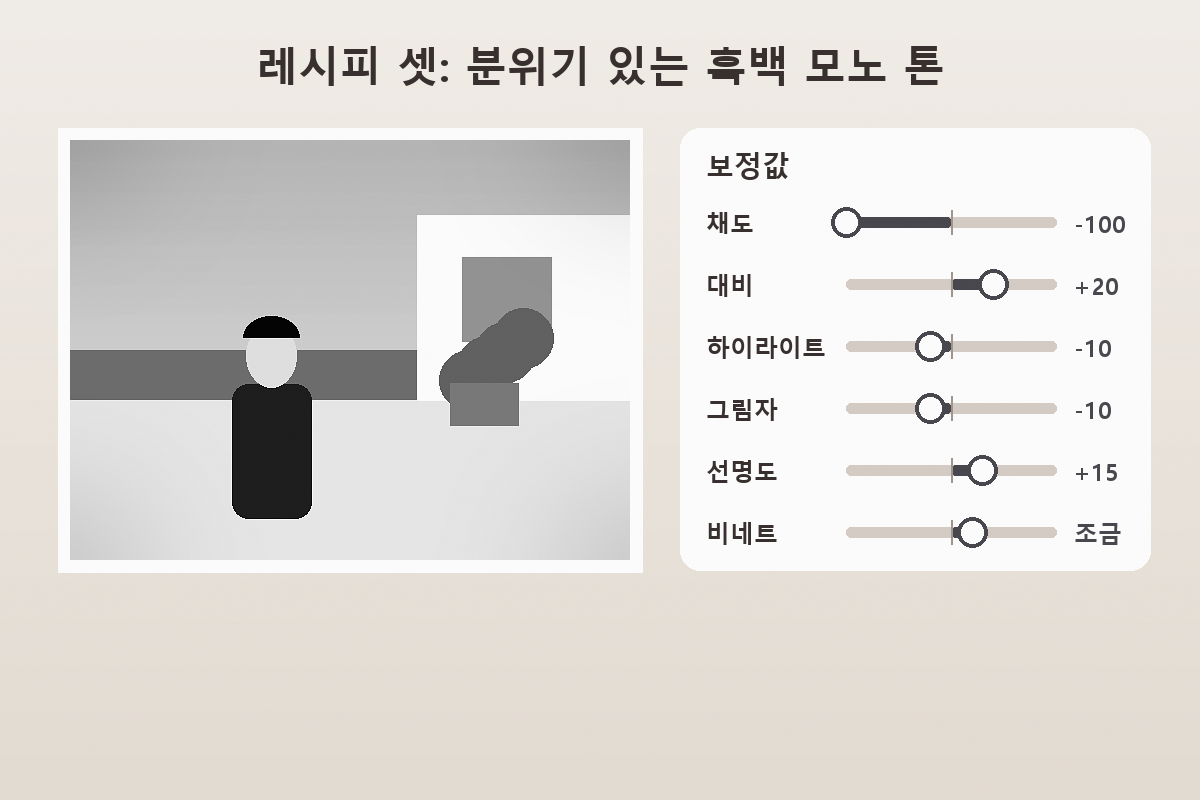 레시피 셋: 분위기 있는 흑백 모노 톤
보정값
채도 -100
대비 +20
하이라이트 -10
그림자 -10
선명도 +15
비네트 조금